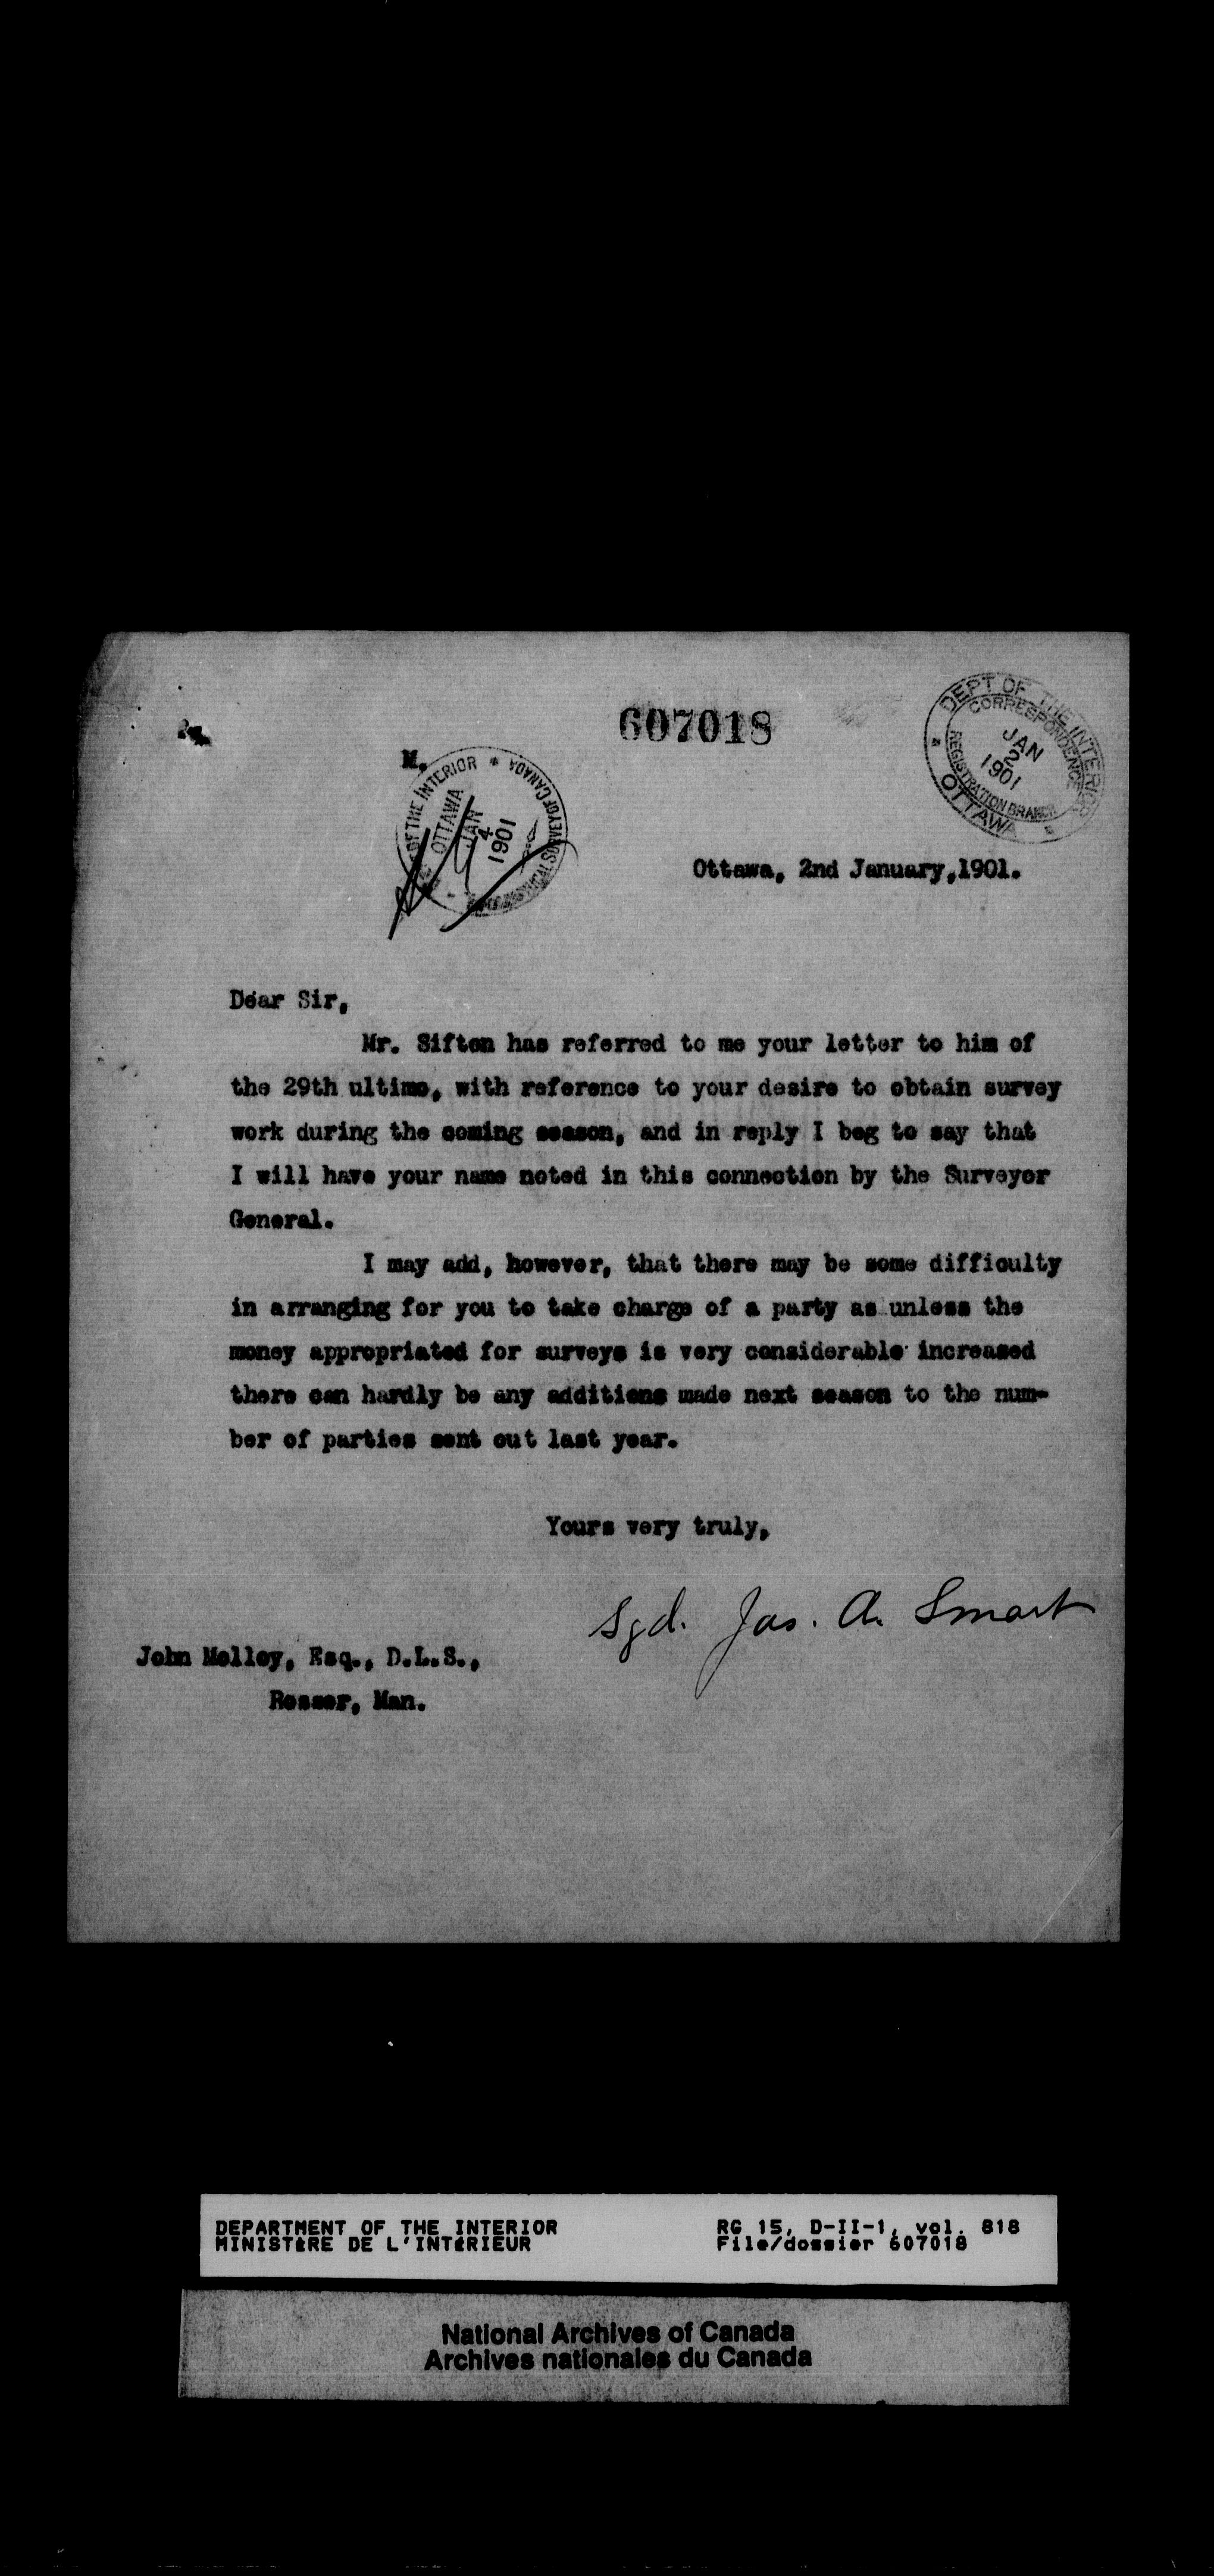 607018
DEPT OF THE INTERIOR
CORRESPONDENCE
JAN
2
1901
REGISTRATION BRANCH
OTTAWA
M.
OF THE INTERIOR
OTTAWA
JAN
4
1901
SURVEY OF CANADA
Ottawa, 2nd January,1901.
Dear Sir,
Mr. Sifton has referred to me your letter to him of
the 29th ultimo, with reference to your desire to obtain survey
work during the coming season, and in reply I beg to say that
I will have your name noted in this connection by the Surveyor
General.
I may add, however, that there may be some difficulty
in arranging for you to take charge of a party as unless the
money appropriated for surveys is very considerable increased
there can hardly be any additions made next season to the num-
ber of parties sent out last year.
Yours very truly,
Sgd. Jas. A. Smart
John Molloy, Esq., D.L.S.,
Rosser, Man.
DEPARTMENT OF THE INTERIOR
MINISTÈRE DE L'INTÉRIEUR
RG 15, D-II-1, vol. 818
File/dossier 607018
National Archives of Canada
Archives nationales du Canada